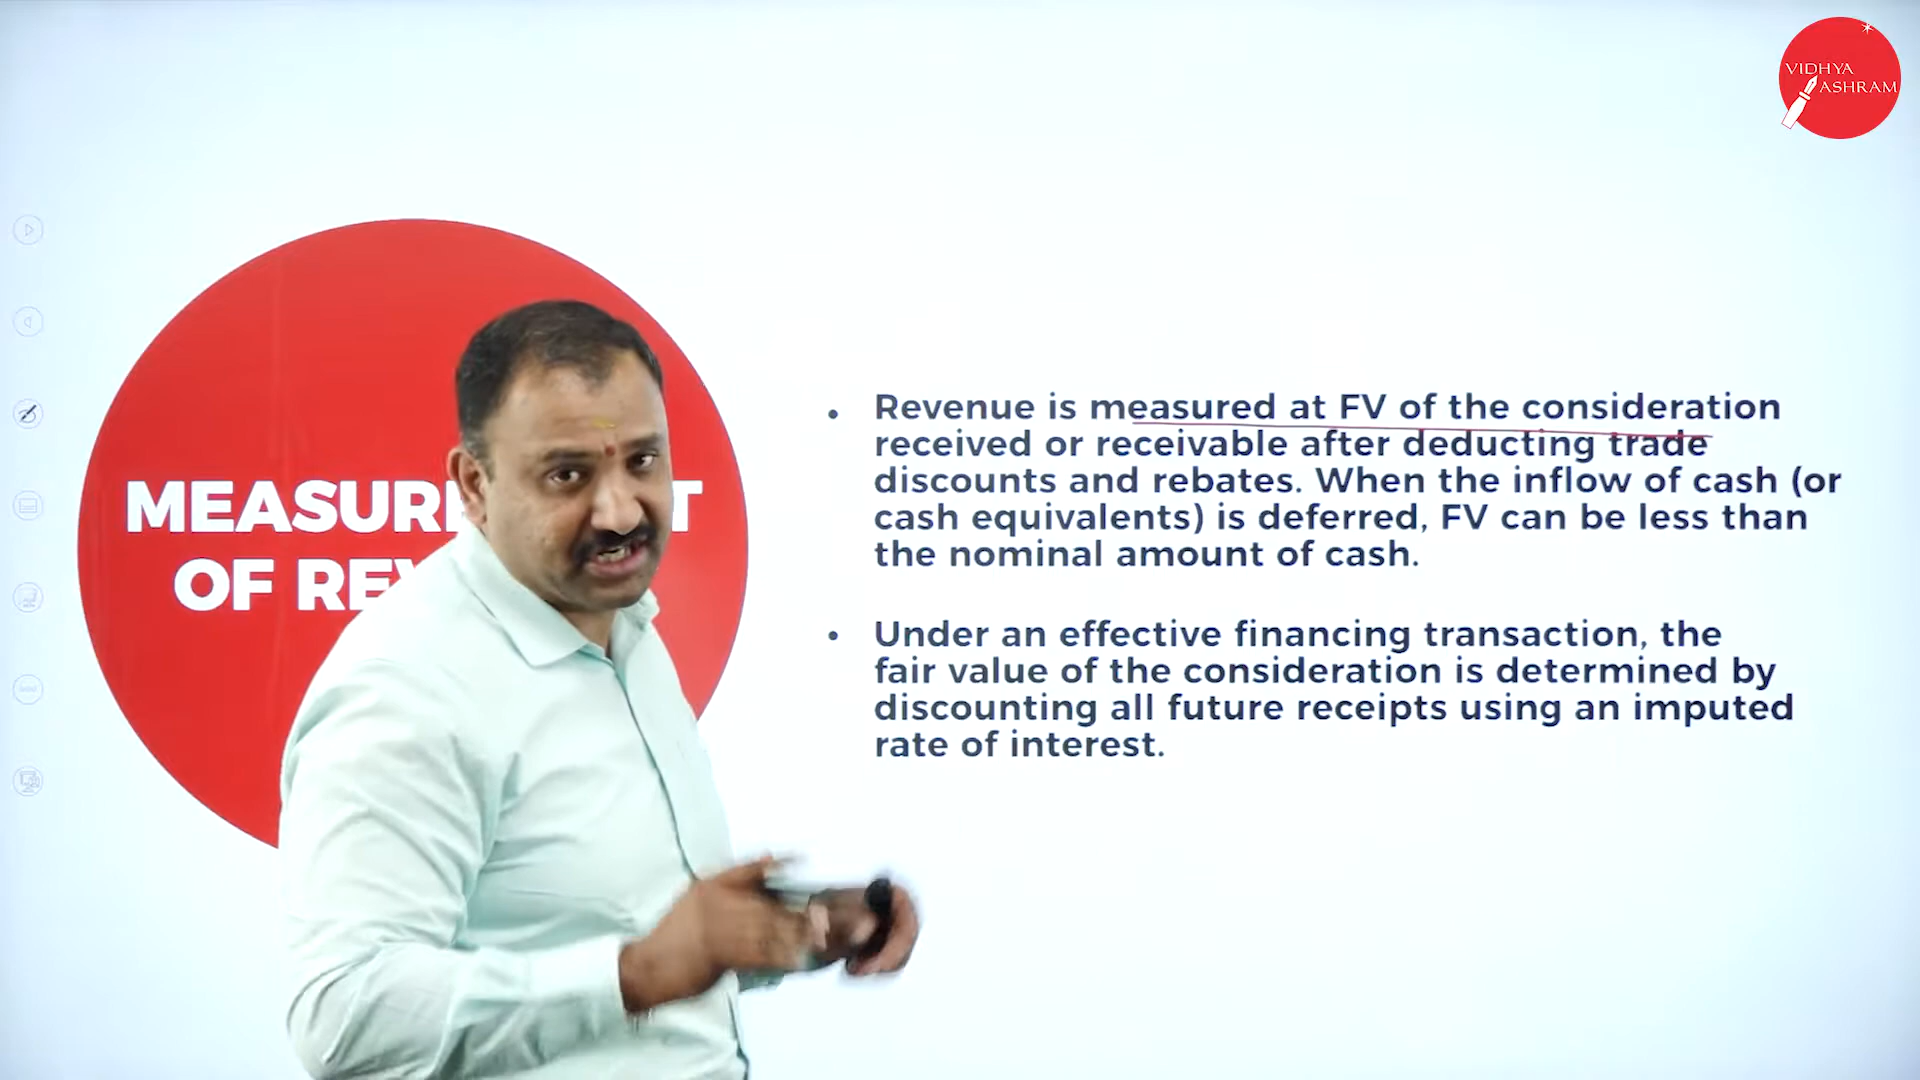 VIDHYA
ASHRAM
MEASUR
T
OF REV
• Revenue is measured at FV of the consideration
received or receivable after deducting trade
discounts and rebates. When the inflow of cash (or
cash equivalents) is deferred, FV can be less than
the nominal amount of cash.
• Under an effective financing transaction, the
fair value of the consideration is determined by
discounting all future receipts using an imputed
rate of interest.